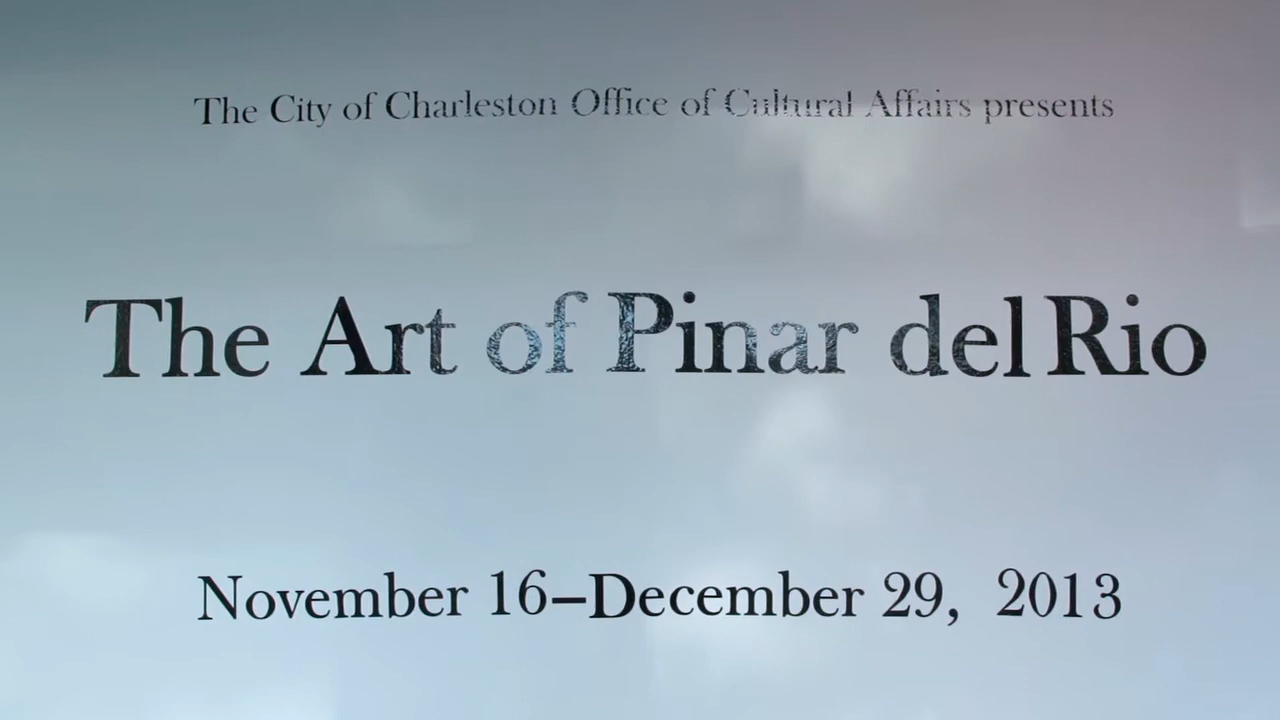 The City of Charleston Office of Cultural Affairs presents
The Art of Pinar del Rio
November 16–December 29, 2013